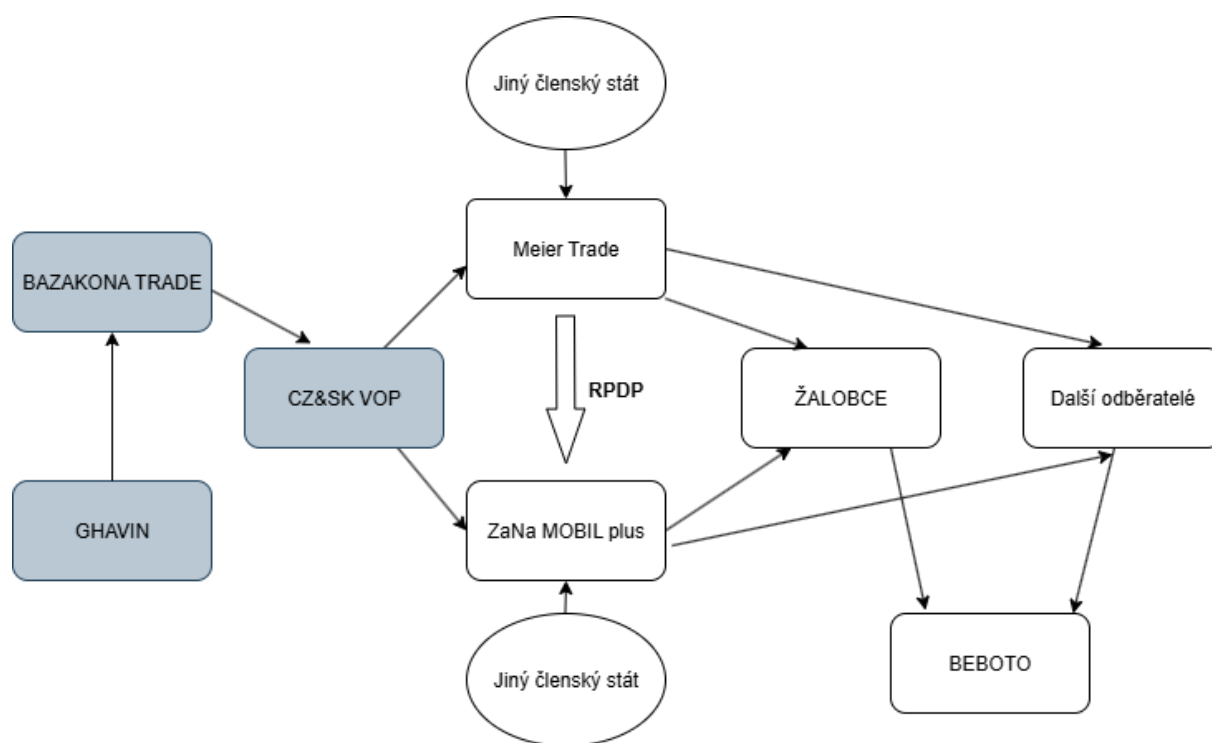 Jiný členský stát
Meier Trade
BAZAKONA TRADE
CZ&SK VOP
RPDP
ŽALOBCE
Další odběratelé
GHAVIN
ZaNa MOBIL plus
BEBOTO
Jiný členský stát